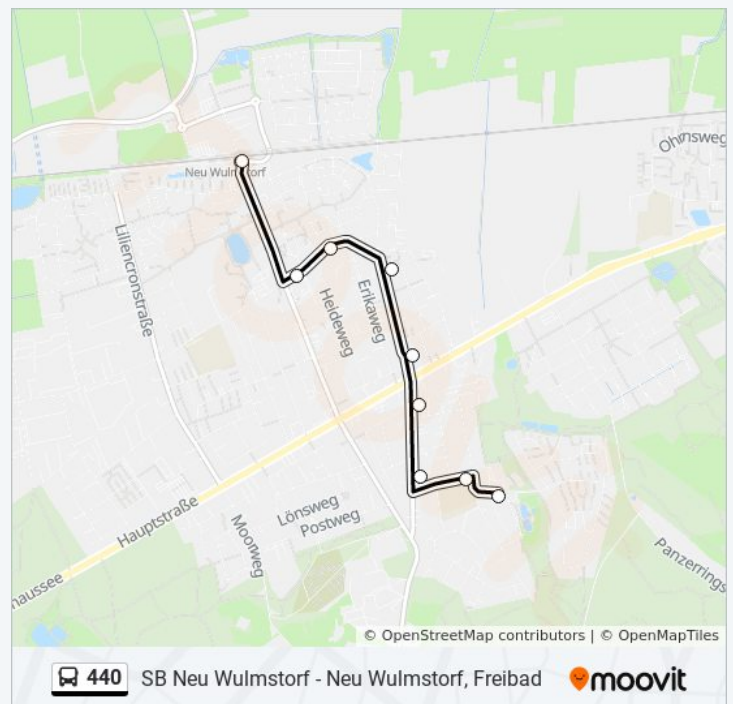 Ohmsweg
Neu Wulmstorf
Liliencronstraße
Heideweg
Erikaweg
Hauptstraße
Lönsweg
Postweg
Moorweg
Panzerrings
haussee
© OpenStreetMap contributors | © OpenMapTiles
440 SB Neu Wulmstorf - Neu Wulmstorf, Freibad moovit